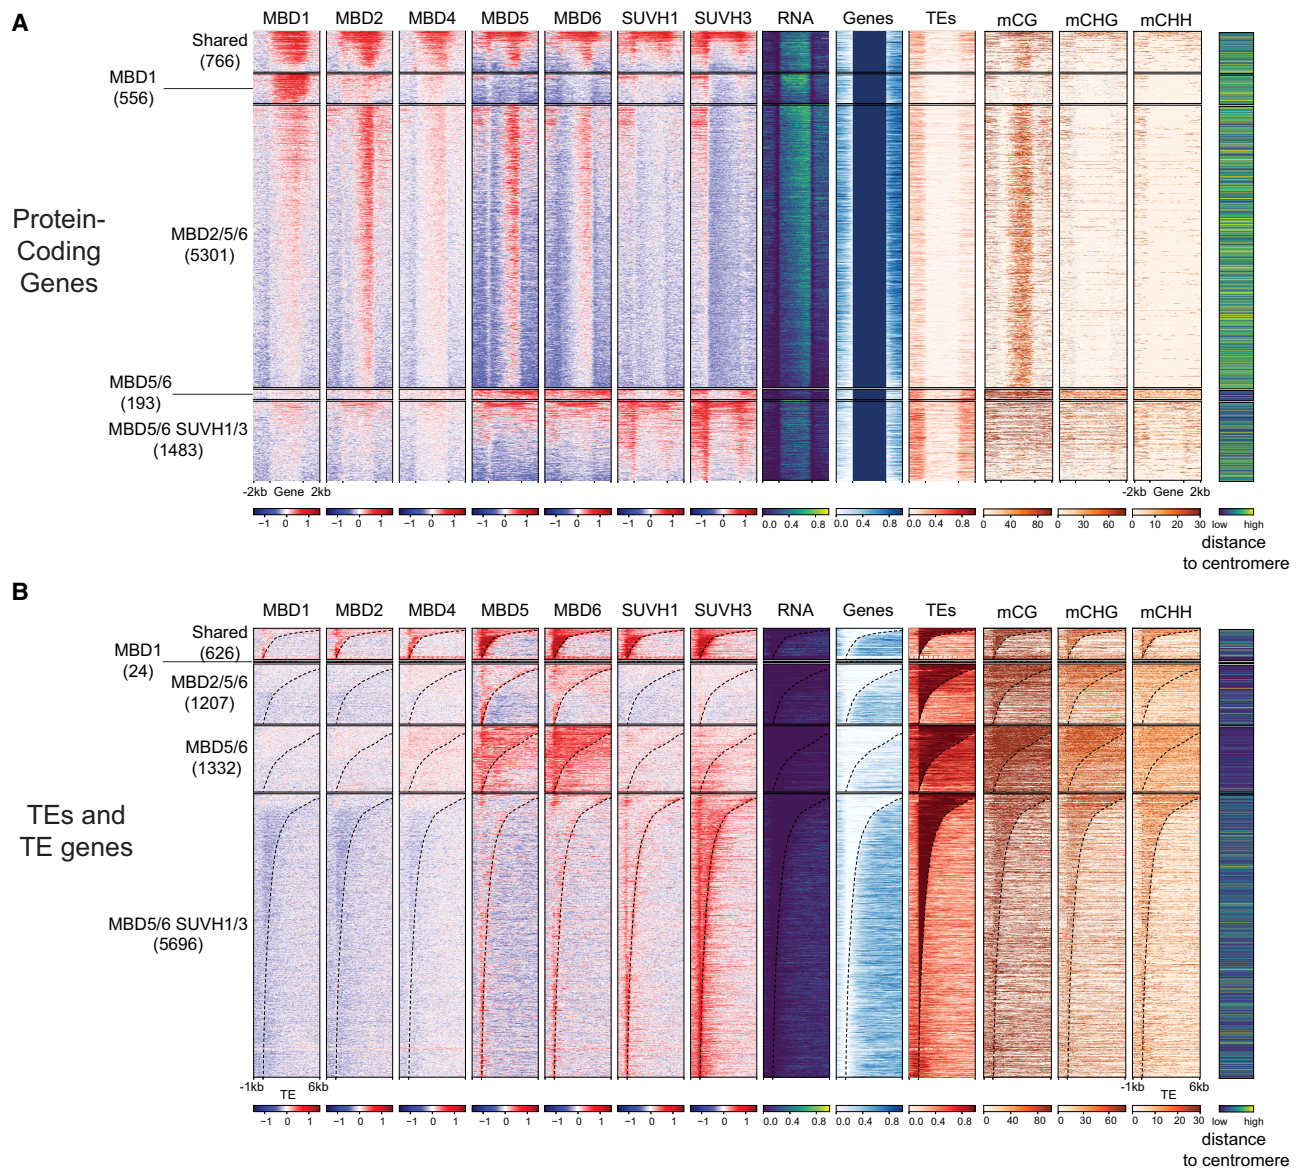 A
MBD1 MBD2 MBD4 MBD5 MBD6 SUVH1 SUVH3 RNA Genes TEs mCG mCHG mCHH
Shared
(766)
MBD1
(556)
MBD2/5/6
(5301)
Protein-
Coding
Genes
MBD5/6
(193)
MBD5/6 SUVH1/3
(1483)
-2kb Gene 2kb -2kb Gene 2kb
−1 0 1 −1 0 1 −1 0 1 −1 0 1 −1 0 1 −1 0 1 −1 0 1 0.0 0.4 0.8 0.0 0.4 0.8 0.0 0.4 0.8 0 40 80 0 30 60 0 10 20 30 low high
distance
to centromere
B
MBD1 MBD2 MBD4 MBD5 MBD6 SUVH1 SUVH3 RNA Genes TEs mCG mCHG mCHH
Shared
(626)
MBD1
(24)
MBD2/5/6
(1207)
MBD5/6
(1332)
TEs and
TE genes
MBD5/6 SUVH1/3
(5696)
-1kb TE 6kb -1kb TE 6kb
−1 0 1 −1 0 1 −1 0 1 −1 0 1 −1 0 1 −1 0 1 −1 0 1 0.0 0.4 0.8 0.0 0.4 0.8 0.0 0.4 0.8 0 40 80 0 30 60 0 10 20 30 low high
distance
to centromere